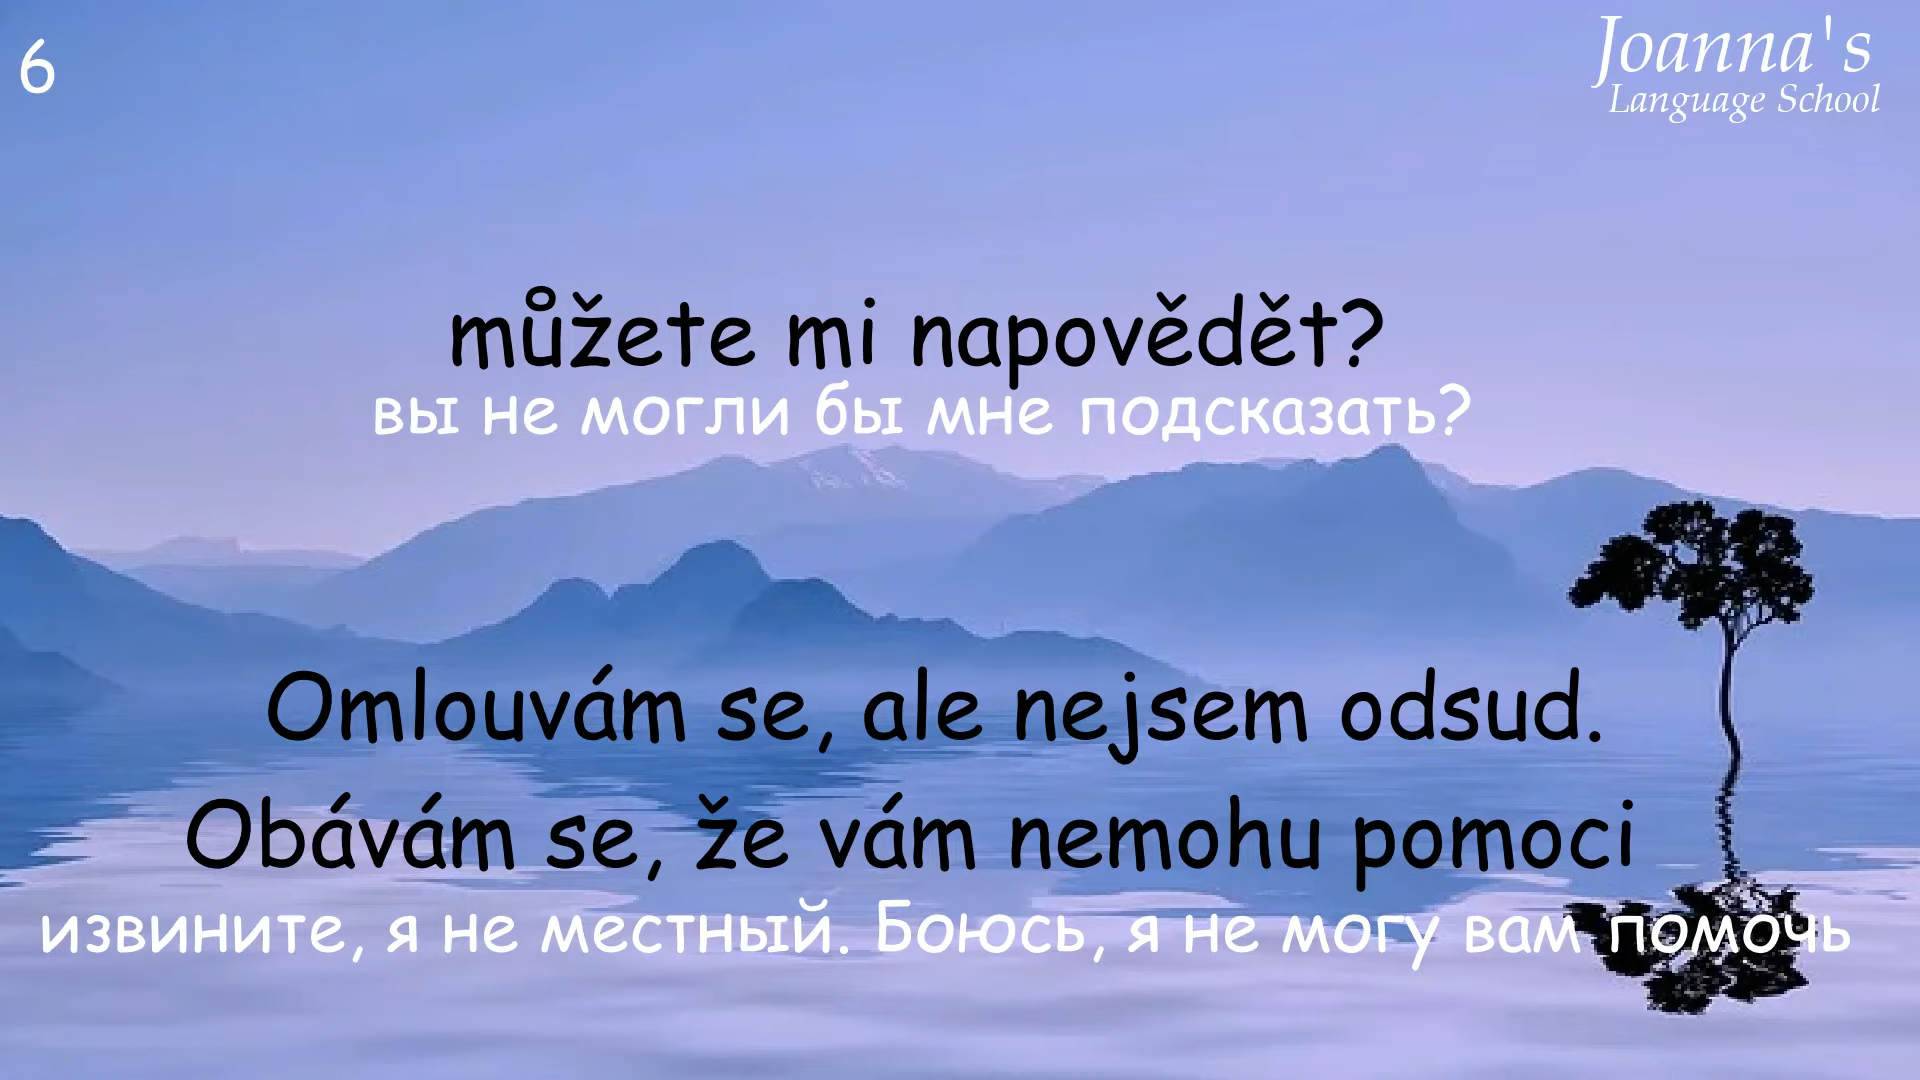 6
Joanna's
Language School
můžete mi napovědět?
вы не могли бы мне подсказать?
Omlouvám se, ale nejsem odsud.
Obávám se, že vám nemohu pomoci
извините, я не местный. Боюсь, я не могу вам помочь